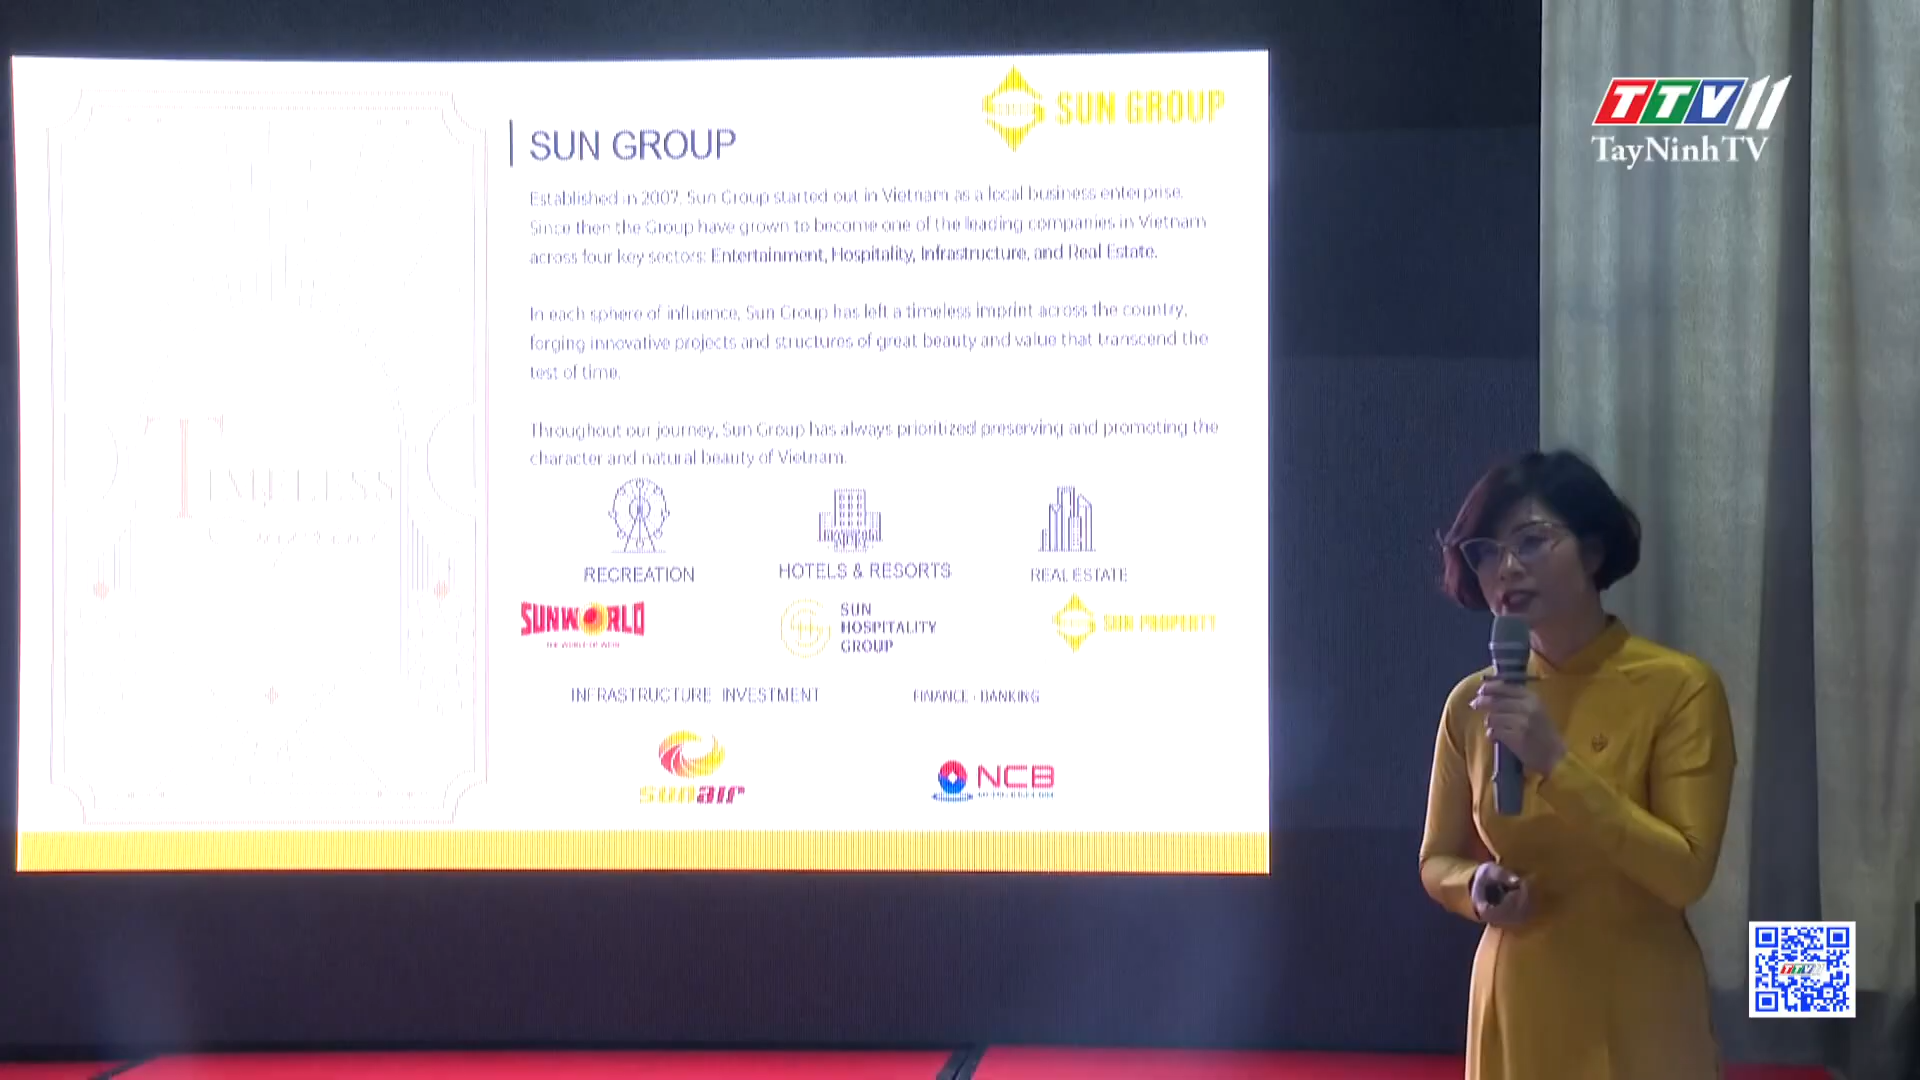 SUN GROUP
SUN GROUP
Established in 2007, Sun Group started out in Vietnam as a local business enterprise.
Since then the Group have grown to become one of the leading companies in Vietnam
across four key sectors: Entertainment, Hospitality, Infrastructure, and Real Estate.
In each sphere of influence, Sun Group has left a timeless imprint across the country,
forging innovative projects and structures of great beauty and value that transcend the
test of time.
Throughout our journey, Sun Group has always prioritized preserving and promoting the
character and natural beauty of Vietnam.
TIMELESS
RECREATION
HOTELS & RESORTS
REAL ESTATE
SUNWORLD
SUN
HOSPITALITY
GROUP
SUN PROPERTY
INFRASTRUCTURE INVESTMENT
FINANCE - BANKING
sunair
NCB
TTV11
TayNinhTV